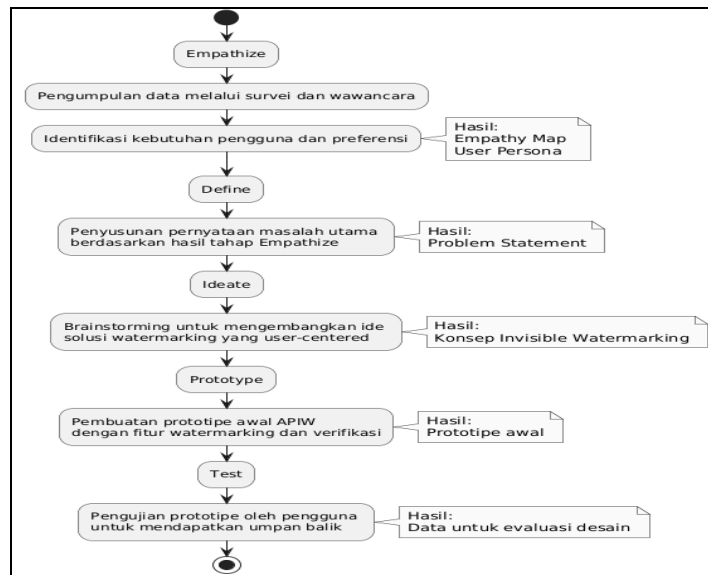 Empathize
Pengumpulan data melalui survei dan wawancara
Identifikasi kebutuhan pengguna dan preferensi
Hasil:
Empathy Map
User Persona
Define
Penyusunan pernyataan masalah utama
berdasarkan hasil tahap Empathize
Hasil:
Problem Statement
Ideate
Brainstorming untuk mengembangkan ide
solusi watermarking yang user-centered
Hasil:
Konsep Invisible Watermarking
Prototype
Pembuatan prototipe awal APIW
dengan fitur watermarking dan verifikasi
Hasil:
Prototipe awal
Test
Pengujian prototipe oleh pengguna
untuk mendapatkan umpan balik
Hasil:
Data untuk evaluasi desain